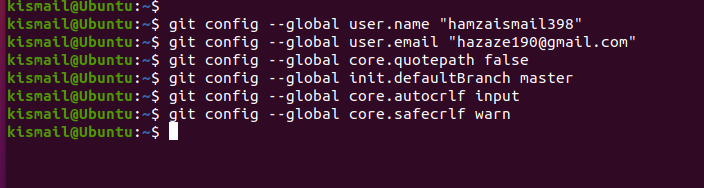 kismail@Ubuntu:~$
kismail@Ubuntu:~$ git config --global user.name "hamzaismail398"
kismail@Ubuntu:~$ git config --global user.email "hazaze190@gmail.com"
kismail@Ubuntu:~$ git config --global core.quotepath false
kismail@Ubuntu:~$ git config --global init.defaultBranch master
kismail@Ubuntu:~$ git config --global core.autocrlf input
kismail@Ubuntu:~$ git config --global core.safecrlf warn
kismail@Ubuntu:~$